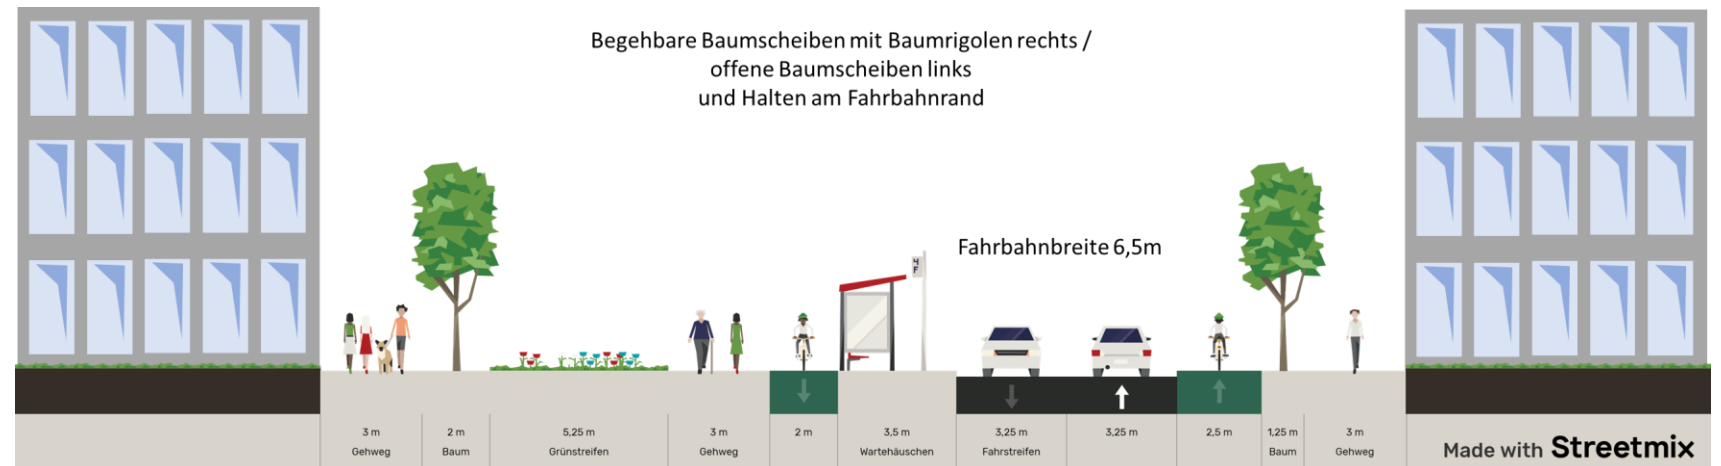 Begehbare Baumscheiben mit Baumrigolen rechts /
offene Baumscheiben links
und Halten am Fahrbahnrand
Fahrbahnbreite 6,5m
3 m
Gehweg
2 m
Baum
5,25 m
Grünstreifen
3 m
Gehweg
2 m
3,5 m
Wartehäuschen
3,25 m
Fahrstreifen
3,25 m
2,5 m
1,25 m
Baum
3 m
Gehweg
Made with Streetmix